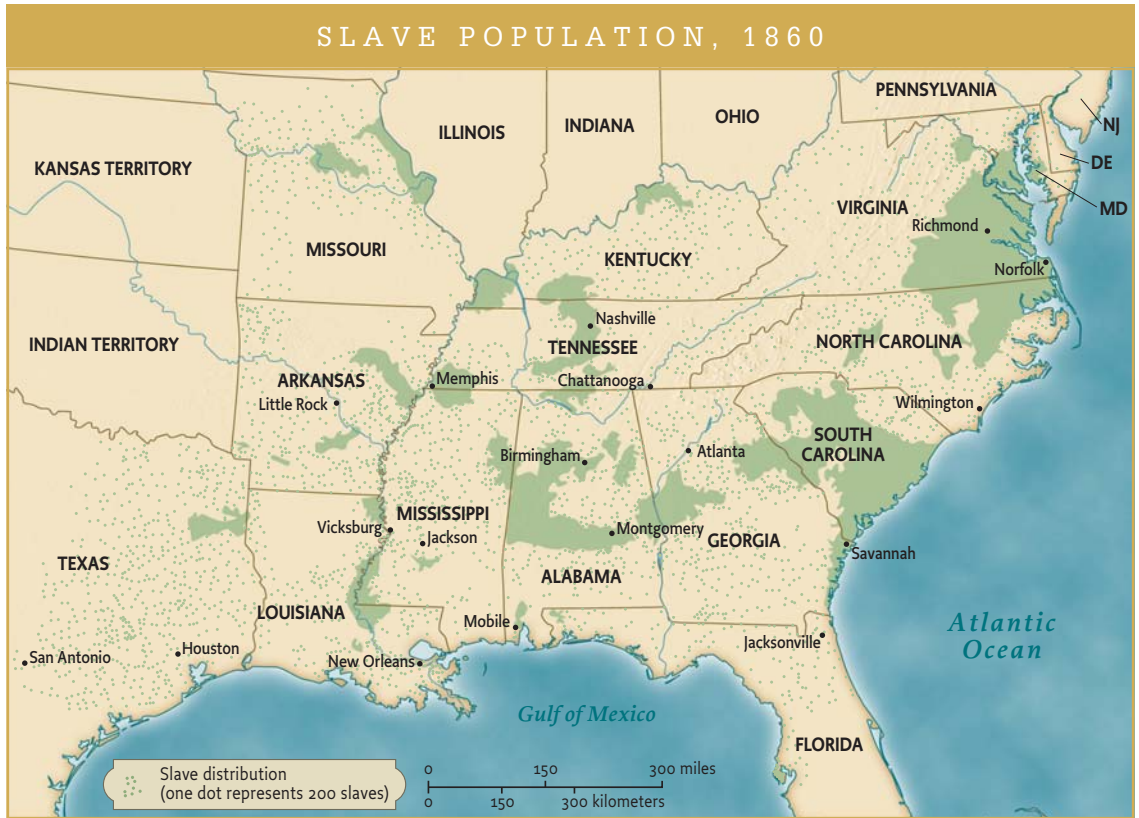 SLAVE POPULATION, 1860
PENNSYLVANIA
OHIO
INDIANA
ILLINOIS
NJ
KANSAS TERRITORY
DE
MD
VIRGINIA
Richmond
MISSOURI
KENTUCKY
Norfolk
Nashville
INDIAN TERRITORY
TENNESSEE
NORTH CAROLINA
ARKANSAS
Memphis
Chattanooga
Little Rock
Wilmington
SOUTH
CAROLINA
Birmingham
Atlanta
MISSISSIPPI
Vicksburg
Jackson
Montgomery
GEORGIA
Savannah
TEXAS
ALABAMA
LOUISIANA
Mobile
Atlantic
Ocean
Jacksonville
Houston
San Antonio
New Orleans
Gulf of Mexico
FLORIDA
Slave distribution
(one dot represents 200 slaves)
0 150 300 miles
0 150 300 kilometers